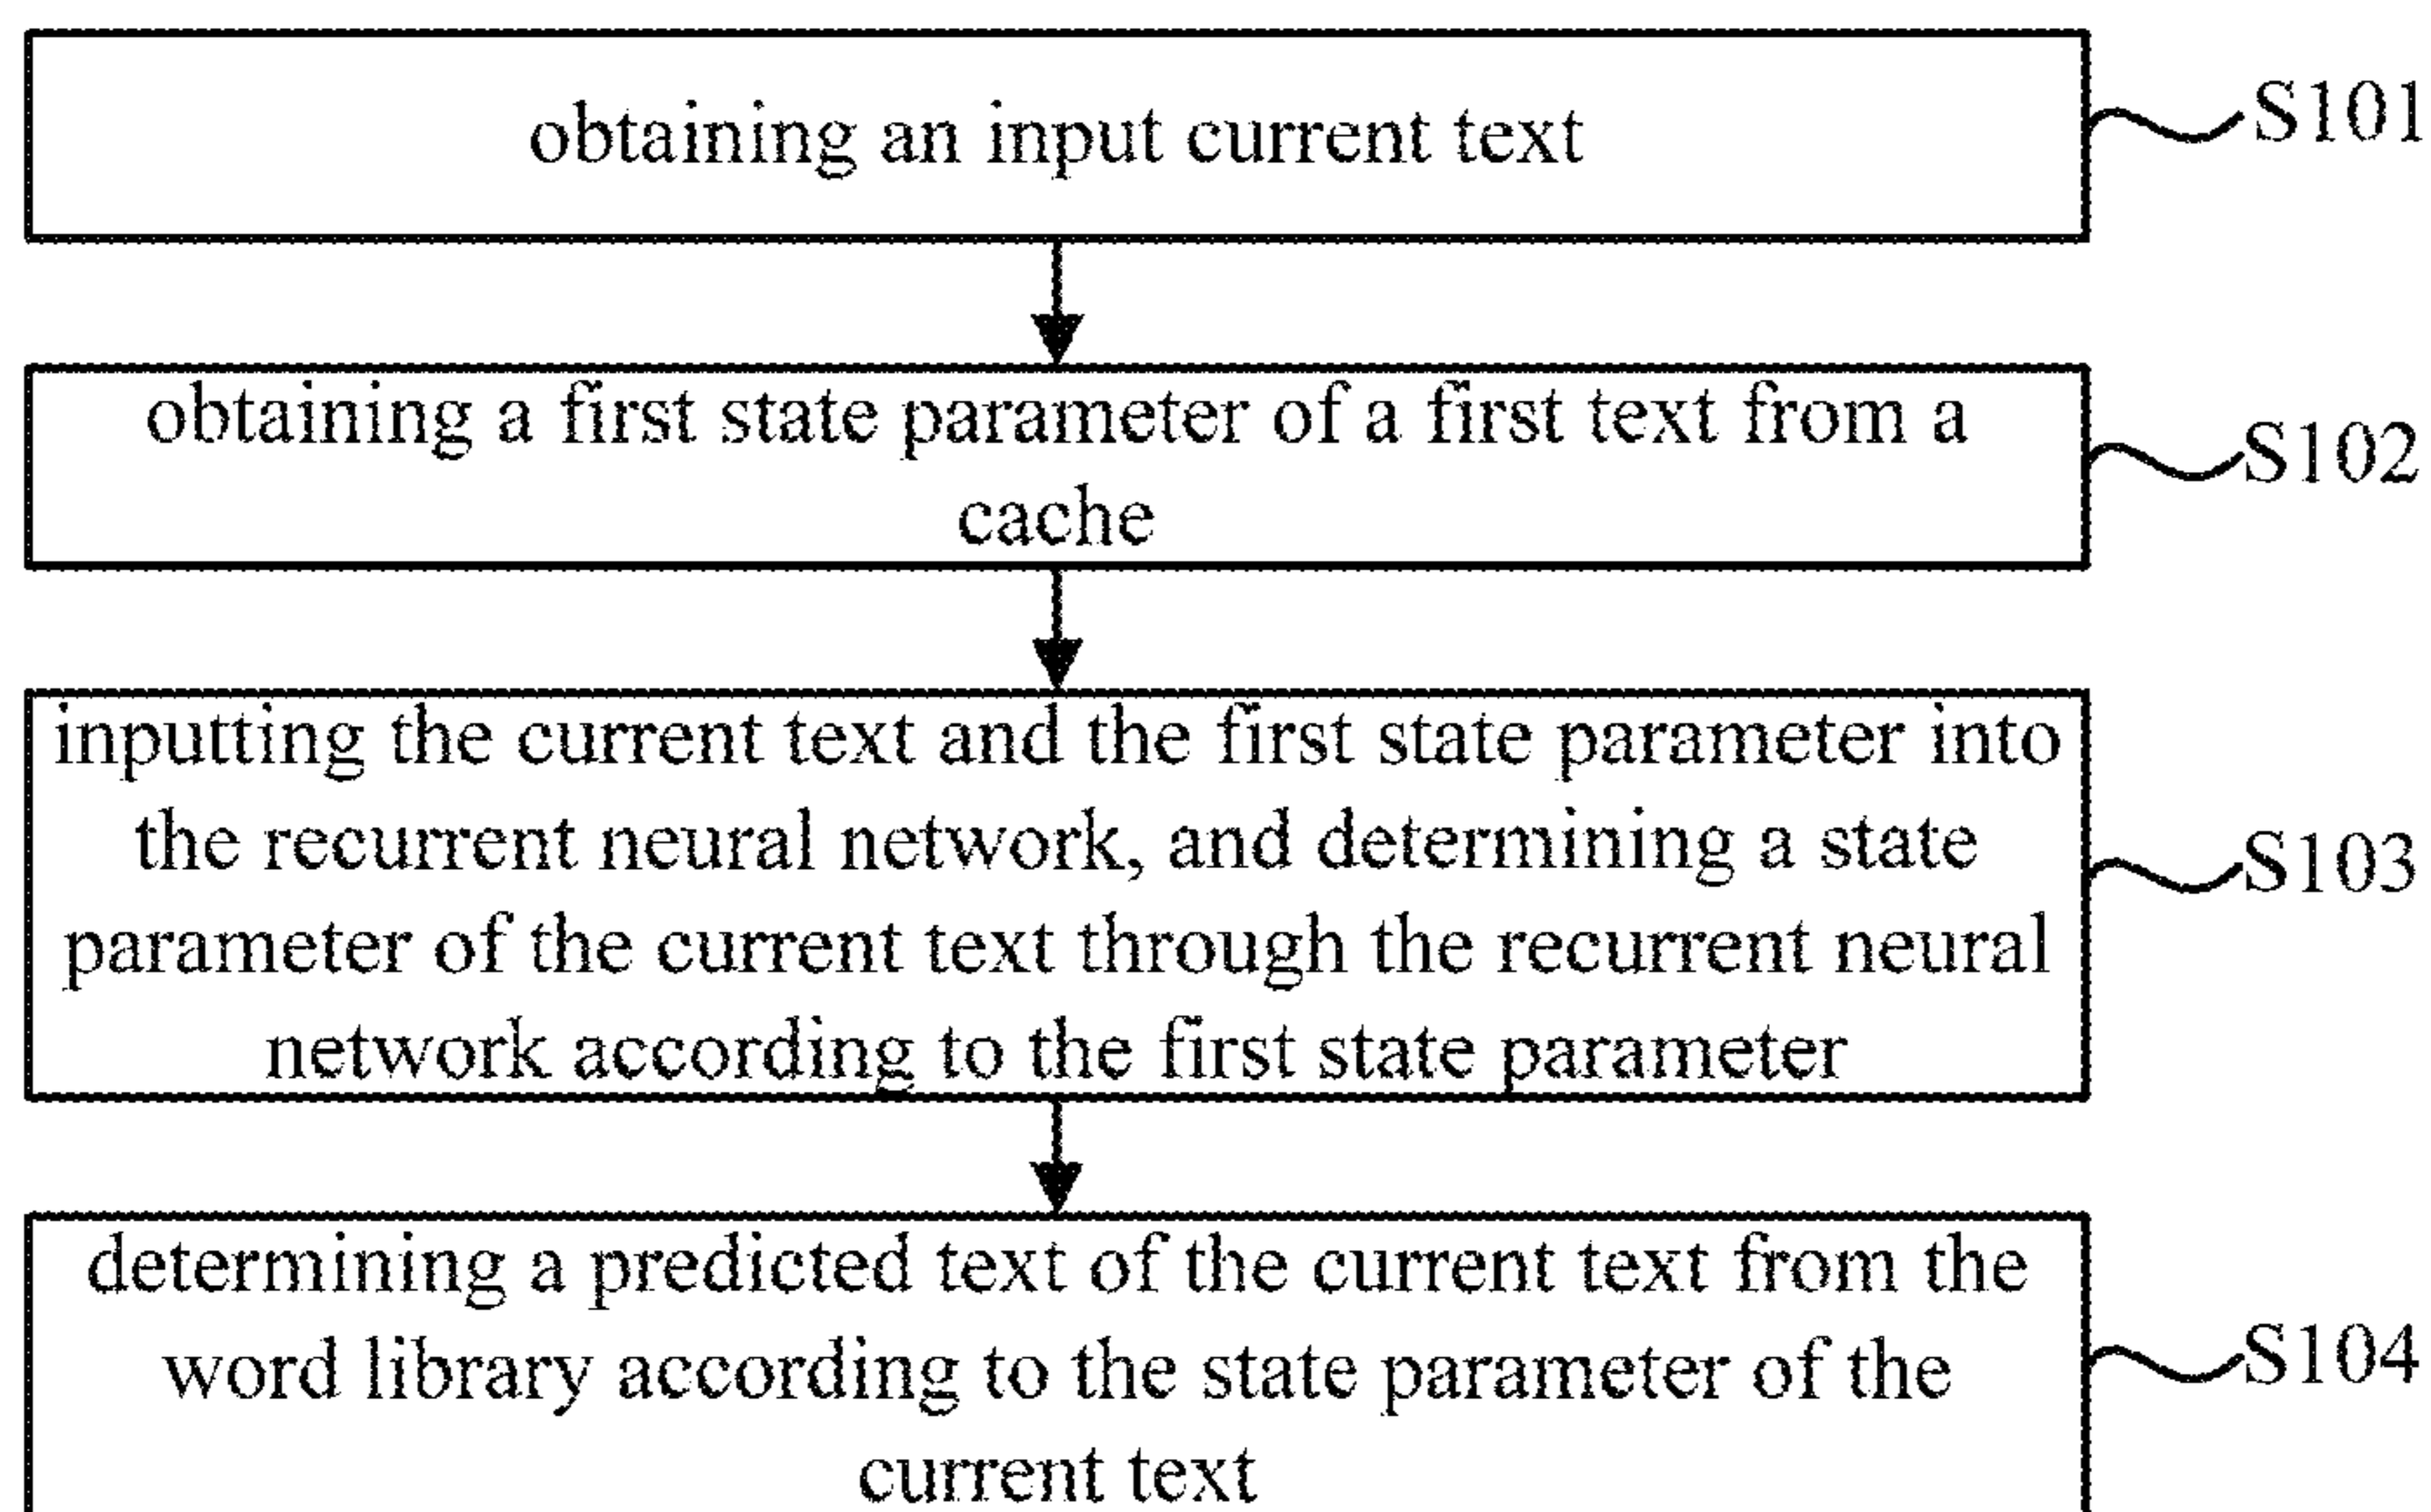 obtaining an input current text
S101
obtaining a first state parameter of a first text from a
cache
S102
inputting the current text and the first state parameter into
the recurrent neural network, and determining a state
parameter of the current text through the recurrent neural
network according to the first state parameter
S103
determining a predicted text of the current text from the
word library according to the state parameter of the
current text
S104